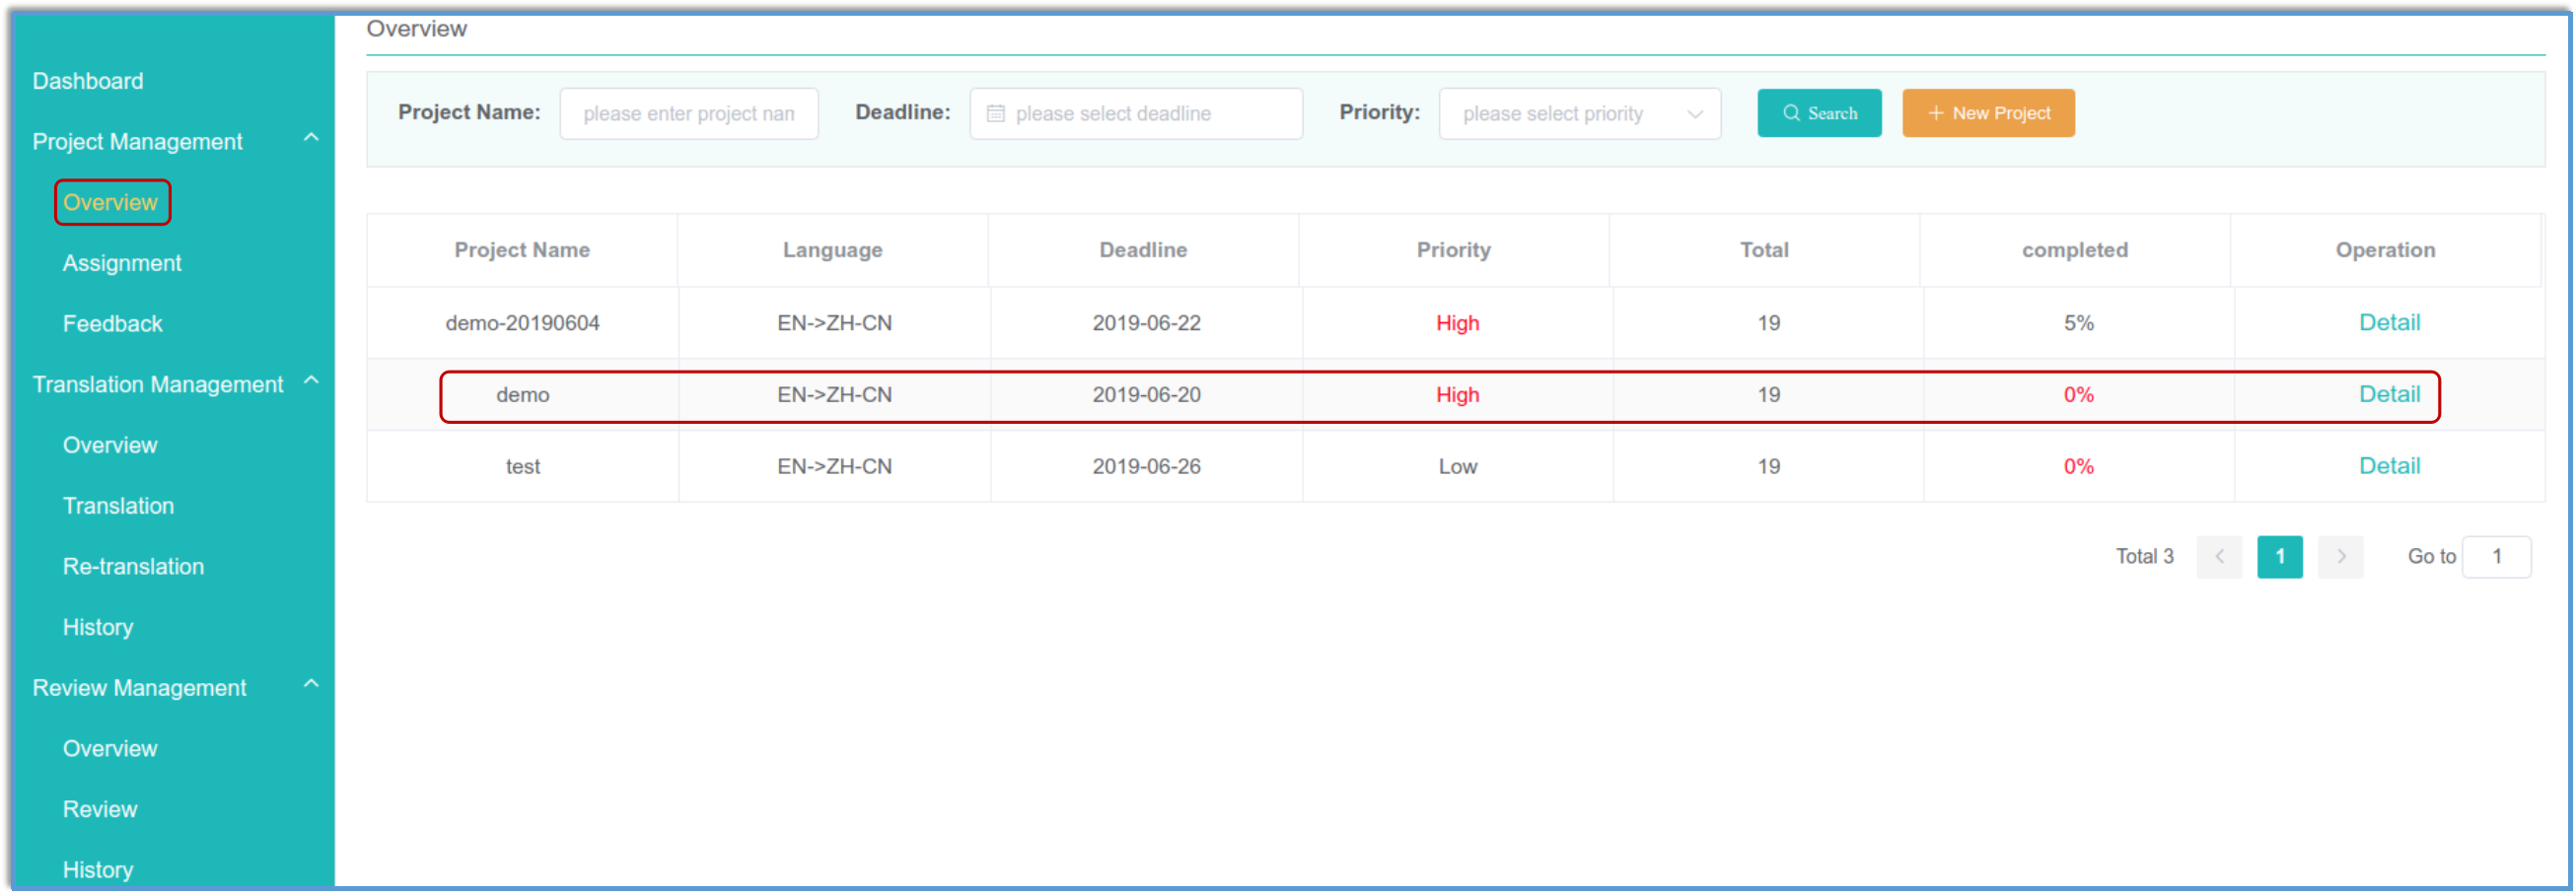 Overview
Dashboard
Project Management
Overview
Assignment
Feedback
Translation Management
Overview
Translation
Re-translation
History
Review Management
Overview
Review
History
Project Name: please enter project nan Deadline: please select deadline Priority: please select priority Search + New Project
Project Name Language Deadline Priority Total completed Operation
demo-20190604 EN->ZH-CN 2019-06-22 High 19 5% Detail
demo EN->ZH-CN 2019-06-20 High 19 0% Detail
test EN->ZH-CN 2019-06-26 Low 19 0% Detail
Total 3 < 1 > Go to 1